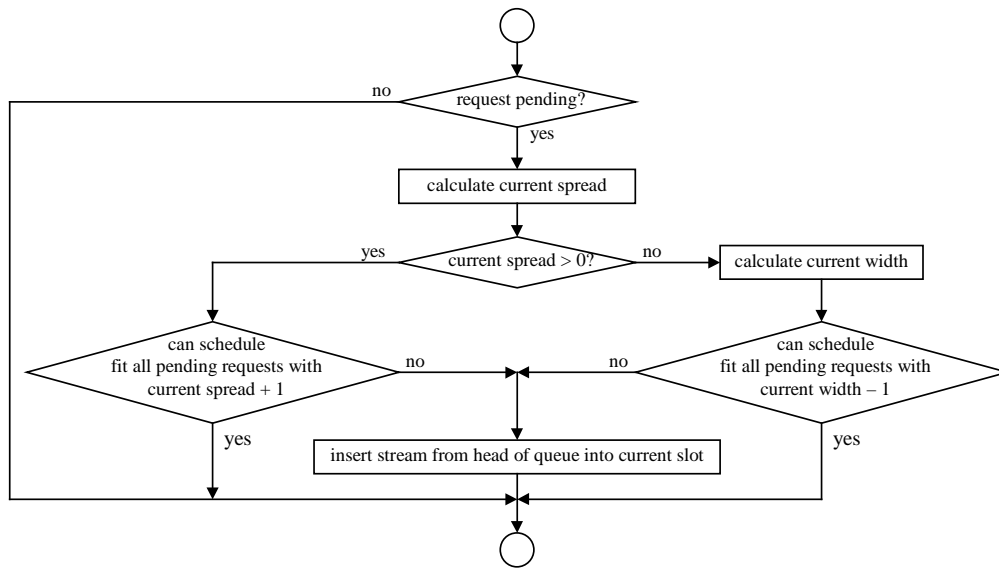 no
request pending?
yes
calculate current spread
yes
current spread > 0?
no
calculate current width
can schedule
fit all pending requests with
current spread + 1
no
no
can schedule
fit all pending requests with
current width – 1
yes
yes
insert stream from head of queue into current slot